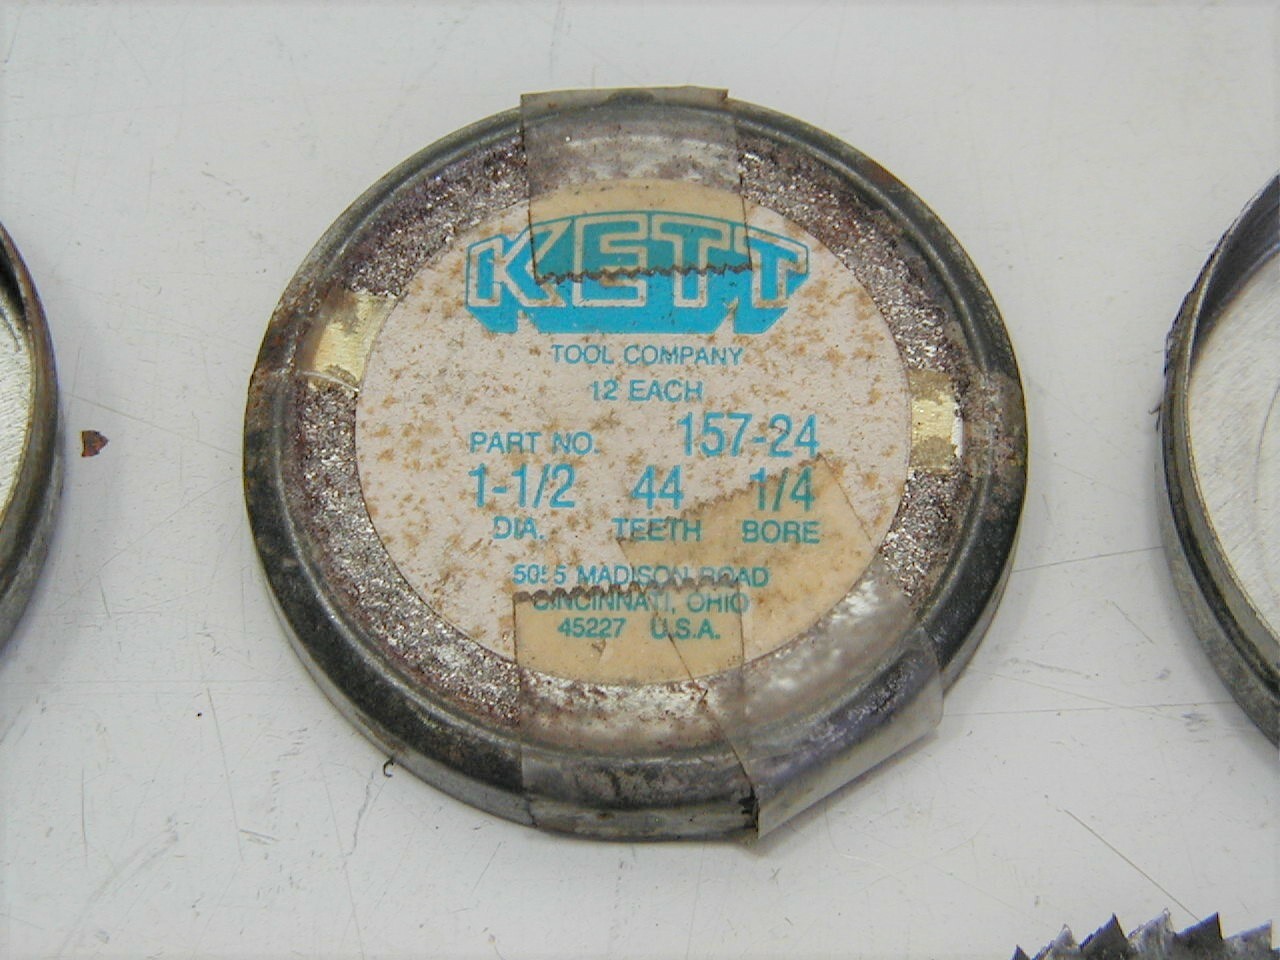 KETT
TOOL COMPANY
12 EACH
PART NO. 157-24
1-1/2 44 1/4
DIA. TEETH BORE
5055 MADISON ROAD
CINCINNATI, OHIO
45227 U.S.A.